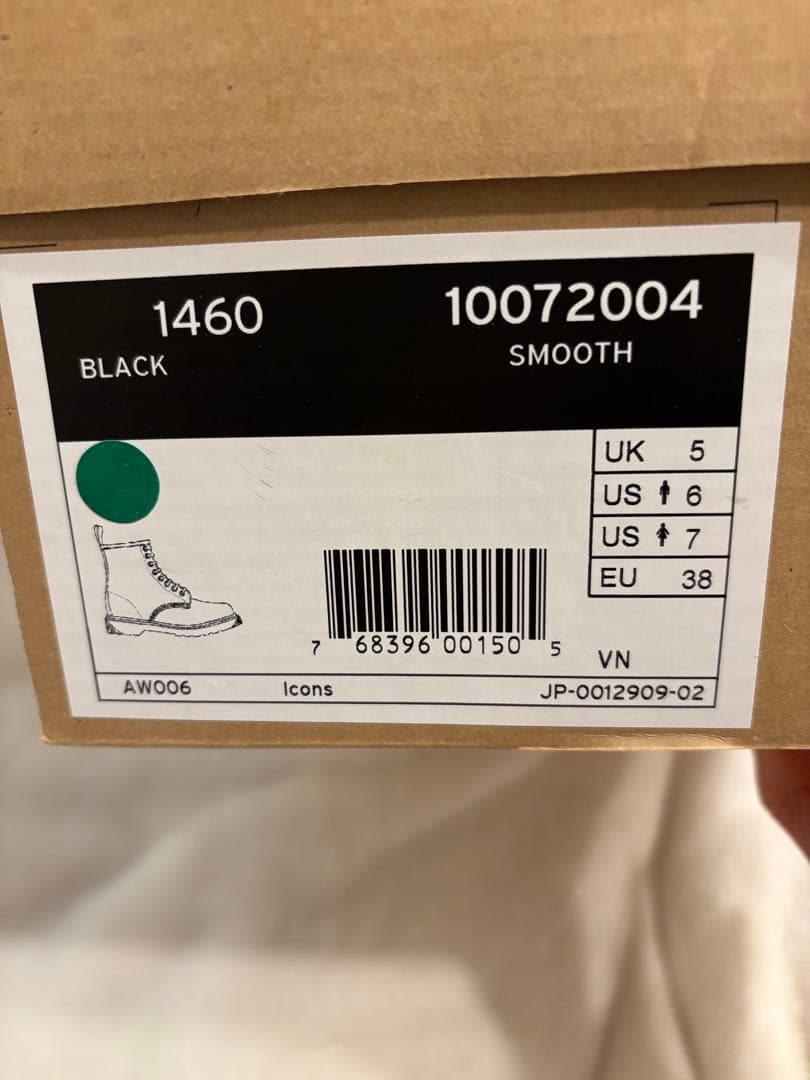 1460
10072004
BLACK
SMOOTH
UK 5
US 6
US 7
EU 38
7 68396 00150 5
VN
AW006 Icons JP-0012909-02